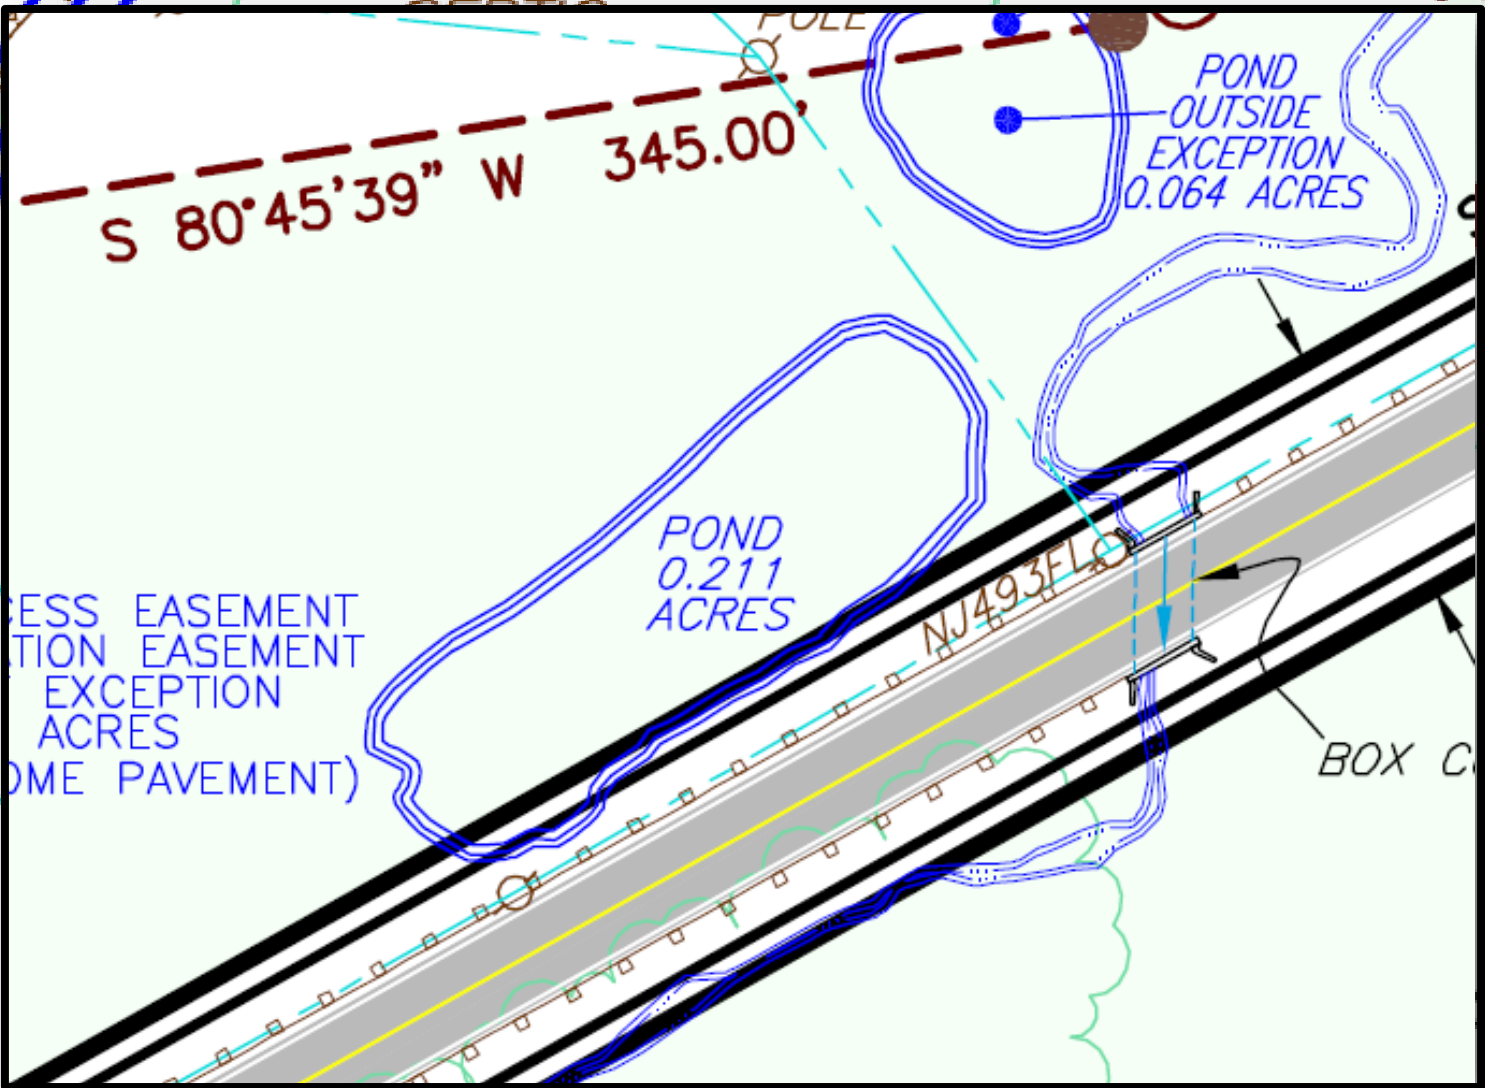 POLE
S 80°45'39" W 345.00'
POND
OUTSIDE
EXCEPTION
0.064 ACRES
POND
0.211
ACRES
NJ493FL
EASEMENT
EASEMENT
EXCEPTION
ACRES
PAVEMENT)
BOX